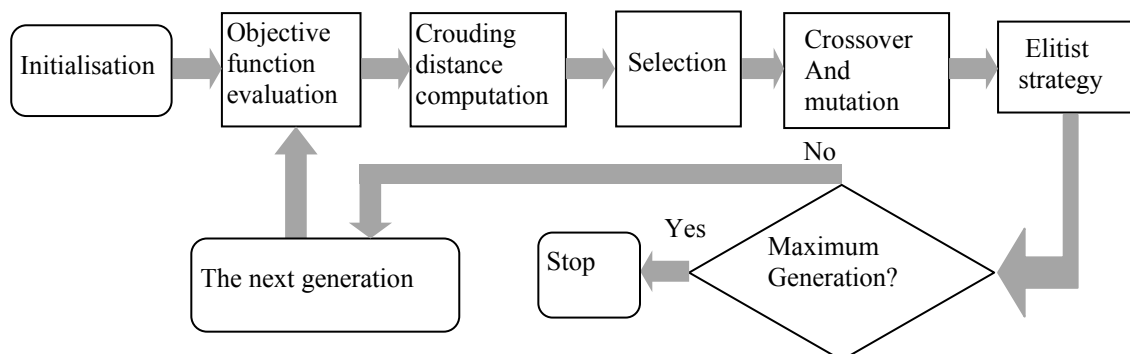 Initialisation
Objective
function
evaluation
Crouding
distance
computation
Selection
Crossover
And
mutation
Elitist
strategy
No
Yes
Maximum
Generation?
Stop
The next generation